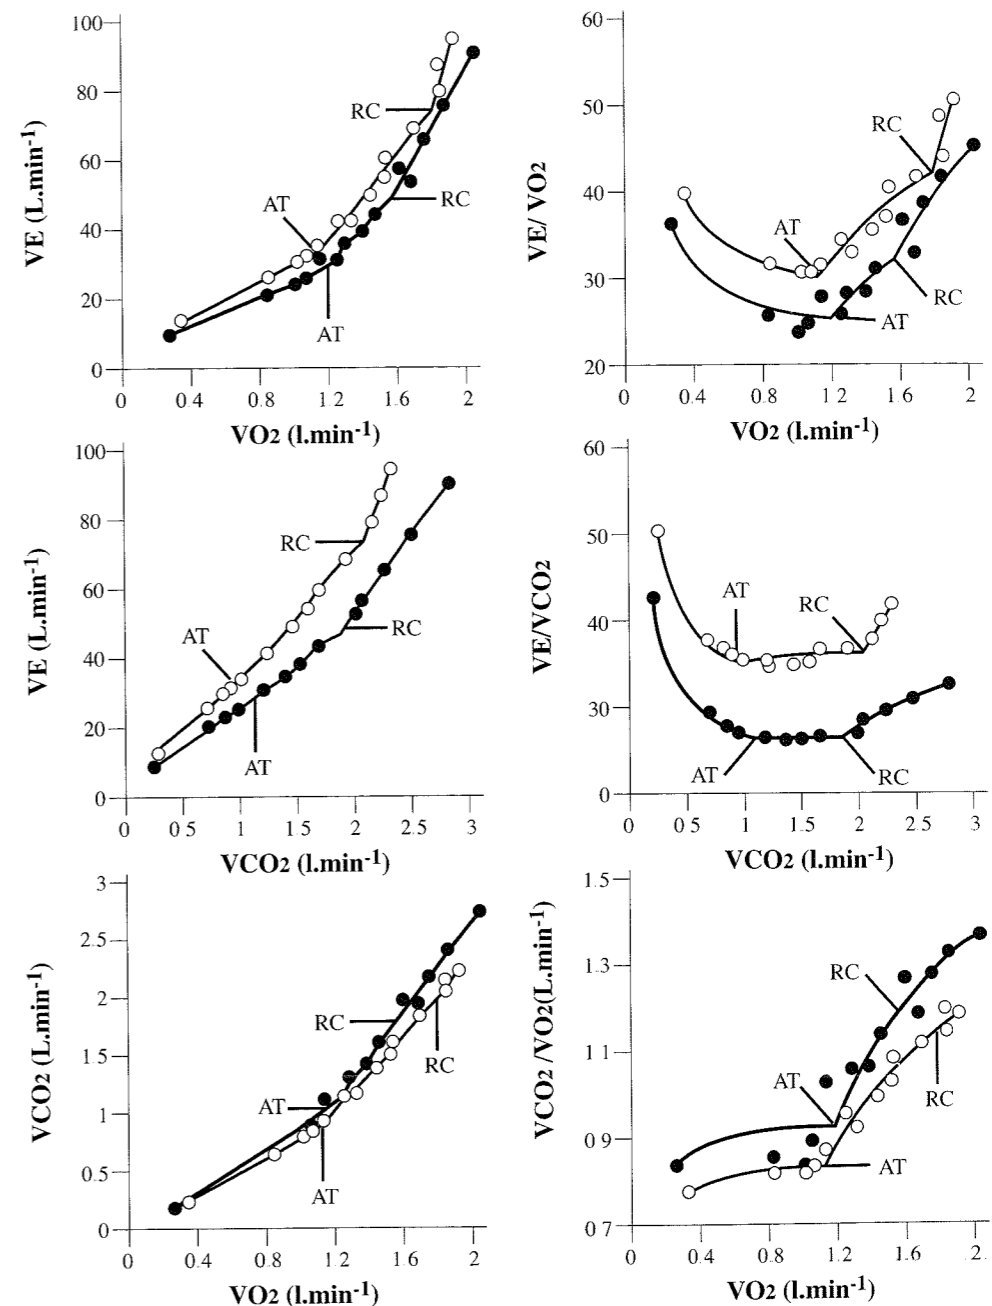 100
80
60
40
20
0
VE (L.min-1)
RC
AT
RC
AT
0 0.4 0.8 1.2 1.6 2
VO2 (l.min-1)
60
50
40
30
20
VE/ VO2
RC
AT
RC
AT
0 0.4 0.8 1.2 1.6 2
VO2 (l.min-1)
100
80
60
40
20
0
VE (L.min-1)
RC
AT
RC
AT
0 0 5 1 1.5 2 2.5 3
VCO2 (l.min-1)
60
50
40
30
0
VE/VCO2
AT
RC
AT
RC
0 0 5 1 1.5 2 2.5 3
VCO2 (l.min-1)
3
2.5
2
1.5
1
0.5
0
VCO2 (L.min-1)
RC
RC
AT
AT
0 0.4 0.8 1.2 1.6 2
VO2 (l.min-1)
1.5
1.3
1 1
0 9
0 7
VCO2 /VO2(L.min-1)
RC
AT
RC
AT
0 0.4 0.8 1.2 1.6 2
VO2 (l.min-1)